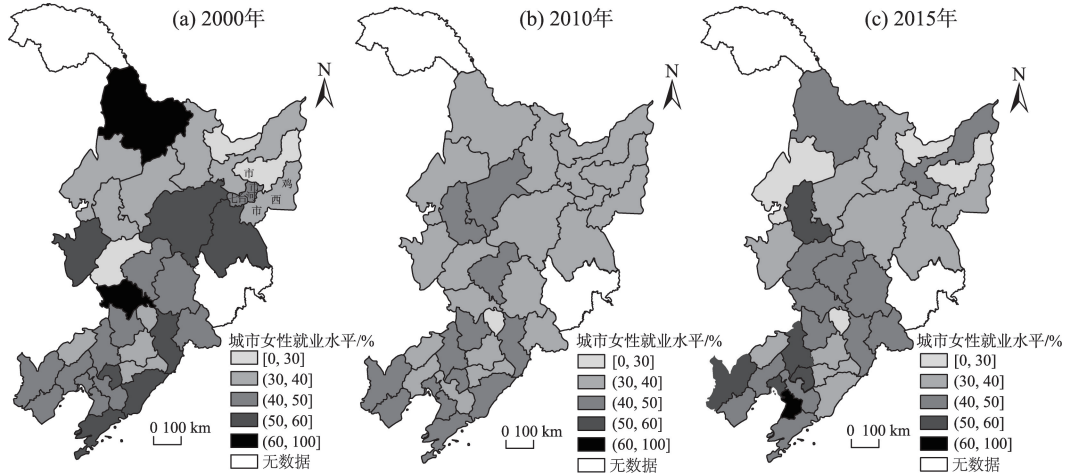 (a) 2000年
(b) 2010年
(c) 2015年
N
N
N
市
七台河
鸡
西
市
城市女性就业水平/%
[0, 30]
(30, 40]
(40, 50]
(50, 60]
(60, 100]
无数据
0 100 km
城市女性就业水平/%
[0, 30]
(30, 40]
(40, 50]
(50, 60]
(60, 100]
无数据
0 100 km
城市女性就业水平/%
[0, 30]
(30, 40]
(40, 50]
(50, 60]
(60, 100]
无数据
0 100 km